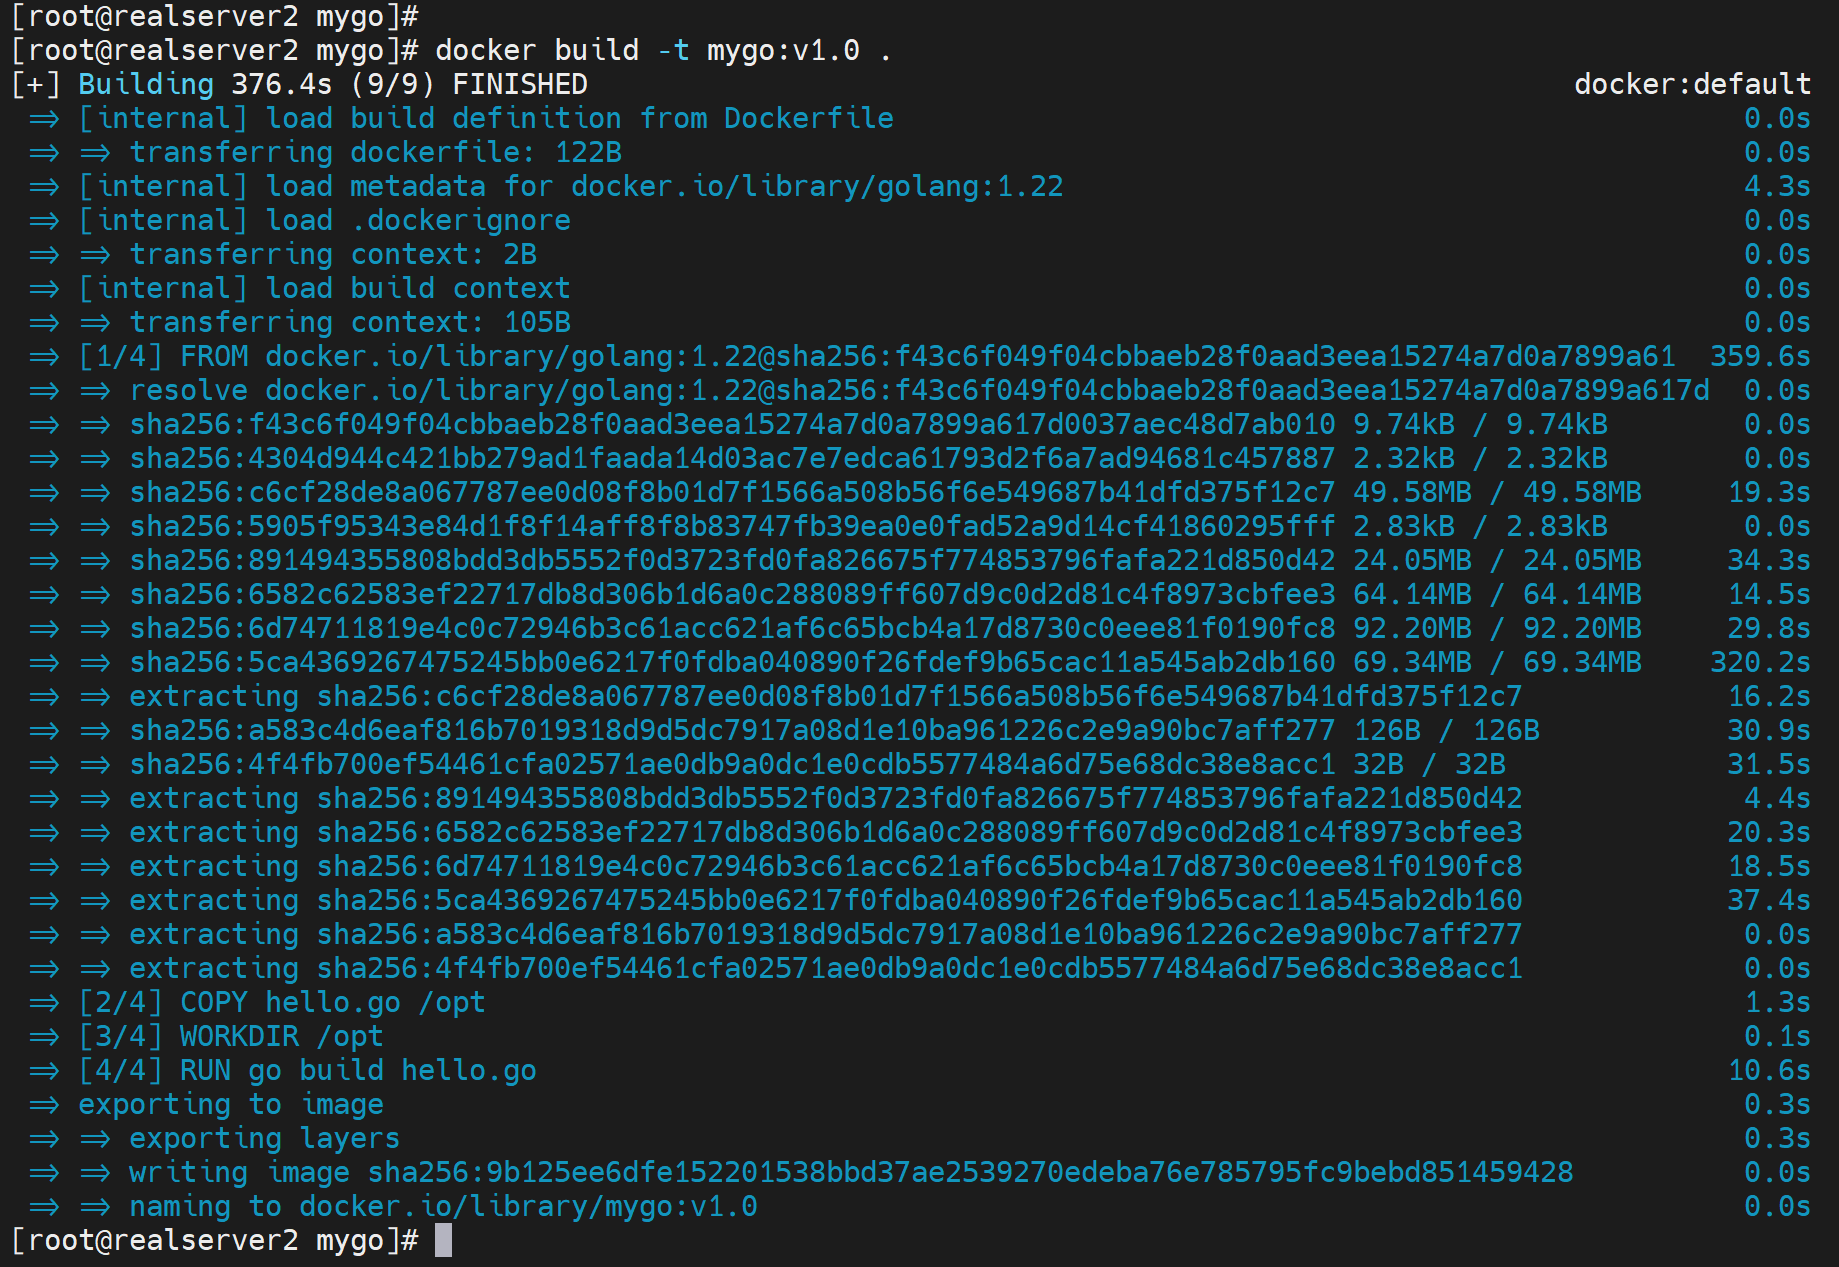 [root@realserver2 mygo]#
[root@realserver2 mygo]# docker build -t mygo:v1.0 .
[+] Building 376.4s (9/9) FINISHED docker:default
=> [internal] load build definition from Dockerfile 0.0s
=> => transferring dockerfile: 122B 0.0s
=> [internal] load metadata for docker.io/library/golang:1.22 4.3s
=> [internal] load .dockerignore 0.0s
=> => transferring context: 2B 0.0s
=> [internal] load build context 0.0s
=> => transferring context: 105B 0.0s
=> [1/4] FROM docker.io/library/golang:1.22@sha256:f43c6f049f04cbbaeb28f0aad3eea15274a7d0a7899a61 359.6s
=> => resolve docker.io/library/golang:1.22@sha256:f43c6f049f04cbbaeb28f0aad3eea15274a7d0a7899a617d 0.0s
=> => sha256:f43c6f049f04cbbaeb28f0aad3eea15274a7d0a7899a617d0037aec48d7ab010 9.74kB / 9.74kB 0.0s
=> => sha256:4304d944c421bb279ad1faada14d03ac7e7edca61793d2f6a7ad94681c457887 2.32kB / 2.32kB 0.0s
=> => sha256:c6cf28de8a067787ee0d08f8b01d7f1566a508b56f6e549687b41dfd375f12c7 49.58MB / 49.58MB 19.3s
=> => sha256:5905f95343e84d1f8f14aff8f8b83747fb39ea0e0fad52a9d14cf41860295fff 2.83kB / 2.83kB 0.0s
=> => sha256:891494355808bdd3db5552f0d3723fd0fa826675f774853796fafa221d850d42 24.05MB / 24.05MB 34.3s
=> => sha256:6582c62583ef22717db8d306b1d6a0c288089ff607d9c0d2d81c4f8973cbfee3 64.14MB / 64.14MB 14.5s
=> => sha256:6d74711819e4c0c72946b3c61acc621af6c65bcb4a17d8730c0eee81f0190fc8 92.20MB / 92.20MB 29.8s
=> => sha256:5ca4369267475245bb0e6217f0fdba040890f26fdef9b65cac11a545ab2db160 69.34MB / 69.34MB 320.2s
=> => extracting sha256:c6cf28de8a067787ee0d08f8b01d7f1566a508b56f6e549687b41dfd375f12c7 16.2s
=> => sha256:a583c4d6eaf816b7019318d9d5dc7917a08d1e10ba961226c2e9a90bc7aff277 126B / 126B 30.9s
=> => sha256:4f4fb700ef54461cfa02571ae0db9a0dc1e0cdb5577484a6d75e68dc38e8acc1 32B / 32B 31.5s
=> => extracting sha256:891494355808bdd3db5552f0d3723fd0fa826675f774853796fafa221d850d42 4.4s
=> => extracting sha256:6582c62583ef22717db8d306b1d6a0c288089ff607d9c0d2d81c4f8973cbfee3 20.3s
=> => extracting sha256:6d74711819e4c0c72946b3c61acc621af6c65bcb4a17d8730c0eee81f0190fc8 18.5s
=> => extracting sha256:5ca4369267475245bb0e6217f0fdba040890f26fdef9b65cac11a545ab2db160 37.4s
=> => extracting sha256:a583c4d6eaf816b7019318d9d5dc7917a08d1e10ba961226c2e9a90bc7aff277 0.0s
=> => extracting sha256:4f4fb700ef54461cfa02571ae0db9a0dc1e0cdb5577484a6d75e68dc38e8acc1 0.0s
=> [2/4] COPY hello.go /opt 1.3s
=> [3/4] WORKDIR /opt 0.1s
=> [4/4] RUN go build hello.go 10.6s
=> exporting to image 0.3s
=> => exporting layers 0.3s
=> => writing image sha256:9b125ee6dfe152201538bbd37ae2539270edeba76e785795fc9bebd851459428 0.0s
=> => naming to docker.io/library/mygo:v1.0 0.0s
[root@realserver2 mygo]#